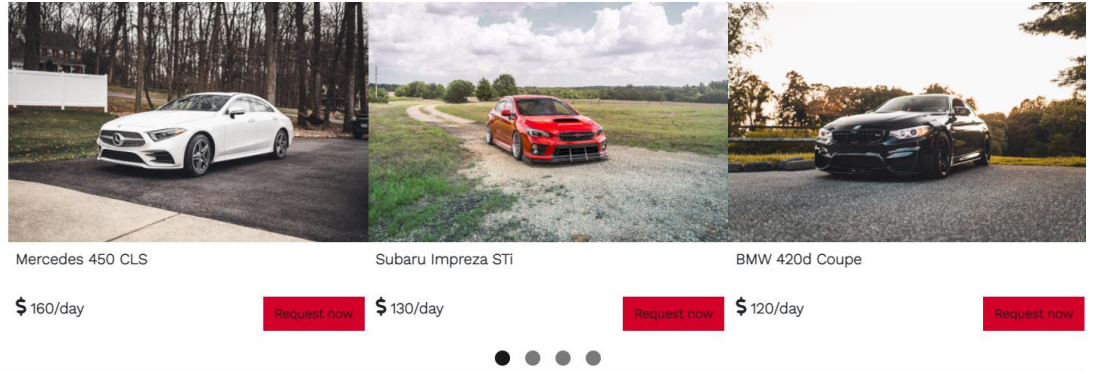 Mercedes 450 CLS
$ 160/day
Request now
Subaru Impreza STi
$ 130/day
Request now
BMW 420d Coupe
$ 120/day
Request now